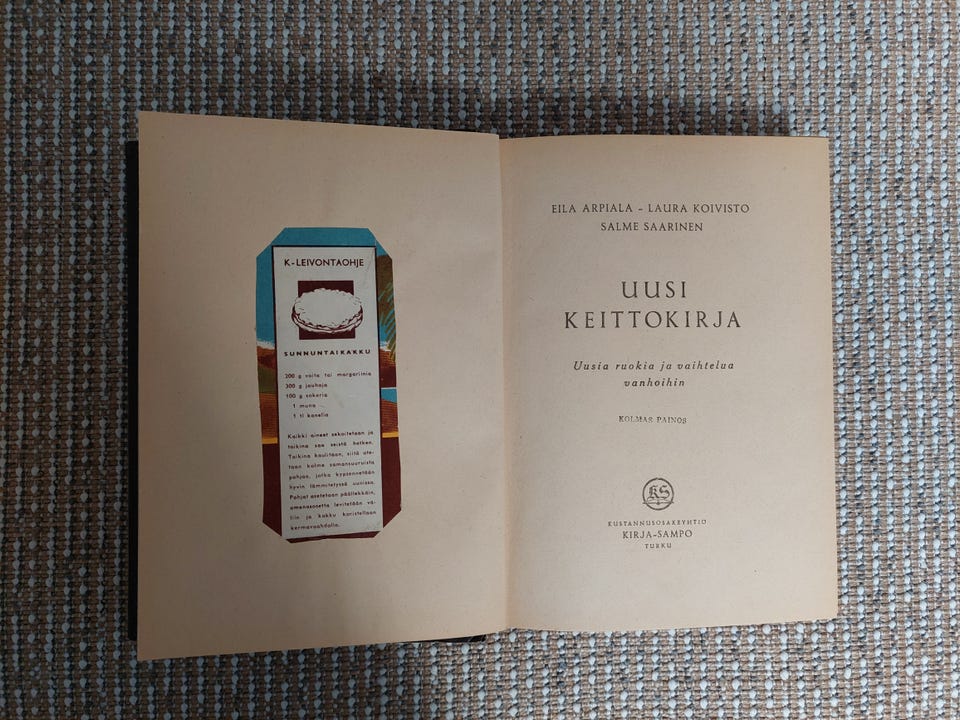 K-LEIVONTAOHJE
SUNNUNTAIKAKKU
200 g voita tai margariinia
300 g jauhoja
100 g sokeria
1 muna
1 tl kanelia
Kaikki aineet sekoitetaan ja
taikina saa seistä hetken.
Taikina kaulitaan, siitä ote-
taan kolme samansuuruista
pohjaa, jotka kypsennetään
hyvin lämmitetyssä uunissa.
Pohjat asetetaan päällekkäin,
omenasosetta levitetään vä-
liin ja kakku koristellaan
kermavaahdolla.
EILA ARPIALA – LAURA KOIVISTO
SALME SAARINEN
UUSI
KEITTOKIRJA
Uusia ruokia ja vaihtelua
vanhoihin
KOLMAS PAINOS
KS
KUSTANNUSOSAKEYHTIÖ
KIRJA-SAMPO
TURKU